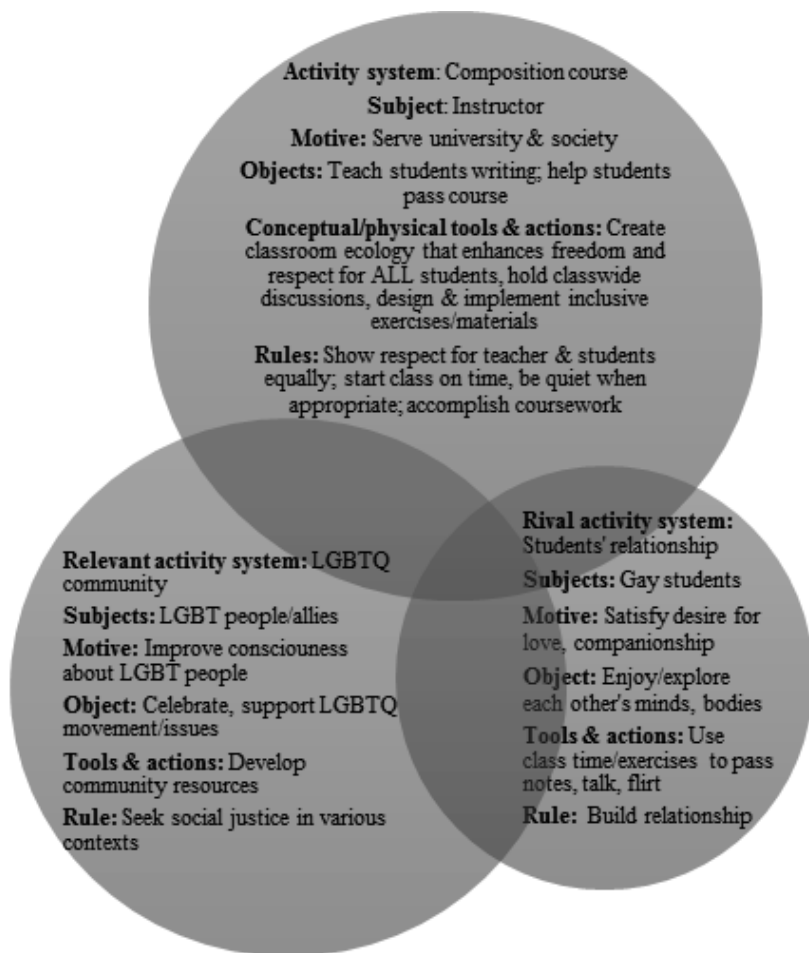 Activity system: Composition course
Subject: Instructor
Motive: Serve university & society
Objects: Teach students writing; help students
pass course
Conceptual/physical tools & actions: Create
classroom ecology that enhances freedom and
respect for ALL students, hold classwide
discussions, design & implement inclusive
exercises/materials
Rules: Show respect for teacher & students
equally; start class on time, be quiet when
appropriate; accomplish coursework
Relevant activity system: LGBTQ
community
Subjects: LGBT people/allies
Motive: Improve consciouness
about LGBT people
Object: Celebrate, support LGBTQ
movement/issues
Tools & actions: Develop
community resources
Rule: Seek social justice in various
contexts
Rival activity system:
Students' relationship
Subjects: Gay students
Motive: Satisfy desire for
love, companionship
Object: Enjoy/explore
each other's minds, bodies
Tools & actions: Use
class time/exercises to pass
notes, talk, flirt
Rule: Build relationship